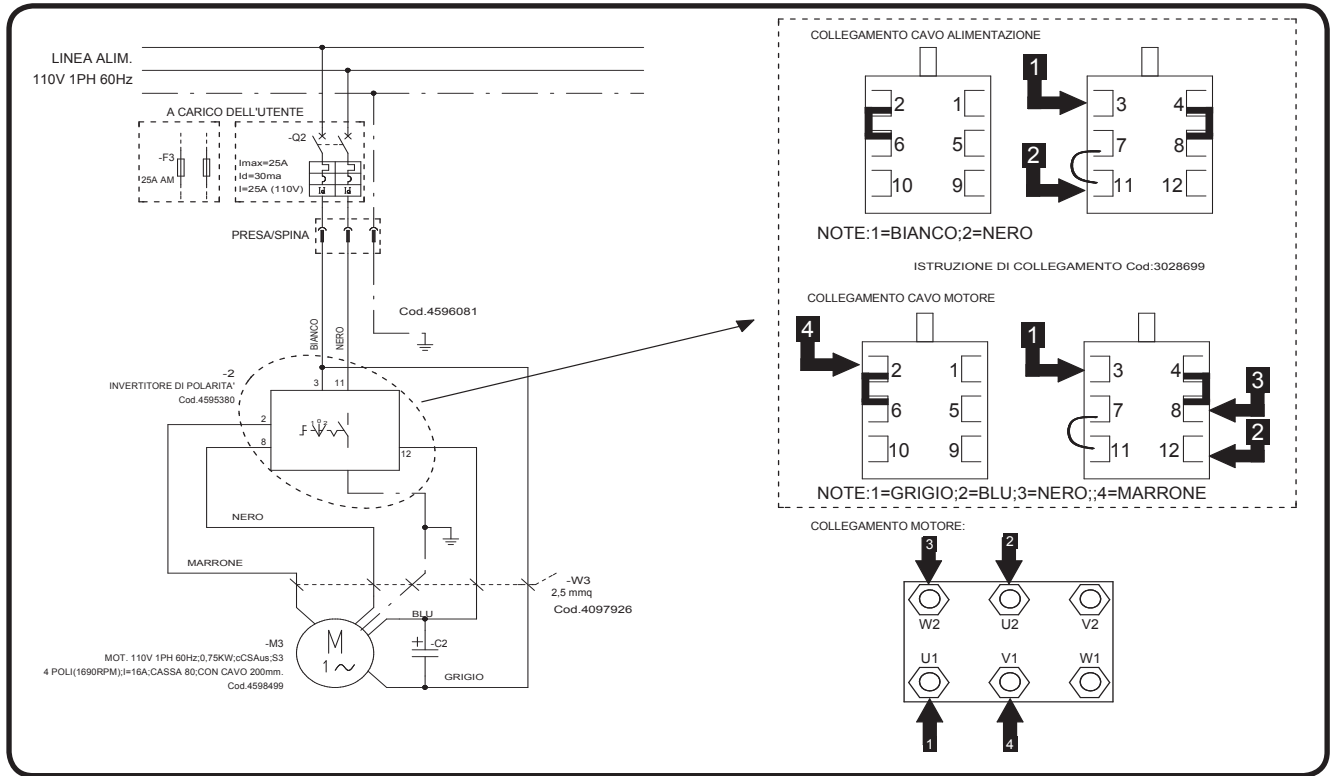 LINEA ALIM.
110V 1PH 60Hz
A CARICO DELL'UTENTE
-F3
25A AM
-Q2
Imax=25A
Id=30ma
I=25A (110V)
Id Id
PRESA/SPINA
Cod.4596081
BIANCO
NERO
-2
INVERTITORE DI POLARITA'
Cod.4595380
3 11
2
8
12
1 0 2
NERO
MARRONE
-W3
2,5 mmq
Cod.4097926
BLU
-M3
MOT. 110V 1PH 60Hz;0,75KW;cCSAus;S3
4 POLI(1690RPM);I=16A;CASSA 80;CON CAVO 200mm.
Cod.4598499
M
1
+ -C2
GRIGIO
COLLEGAMENTO CAVO ALIMENTAZIONE
2 1
6 5
10 9
1
2
3 4
7 8
11 12
NOTE:1=BIANCO;2=NERO
ISTRUZIONE DI COLLEGAMENTO Cod:3028699
COLLEGAMENTO CAVO MOTORE
4
2 1
6 5
10 9
1
3 4
7 8
11 12
3
2
NOTE:1=GRIGIO;2=BLU;3=NERO;;4=MARRONE
COLLEGAMENTO MOTORE:
3 2
W2 U2 V2
U1 V1 W1
1 4